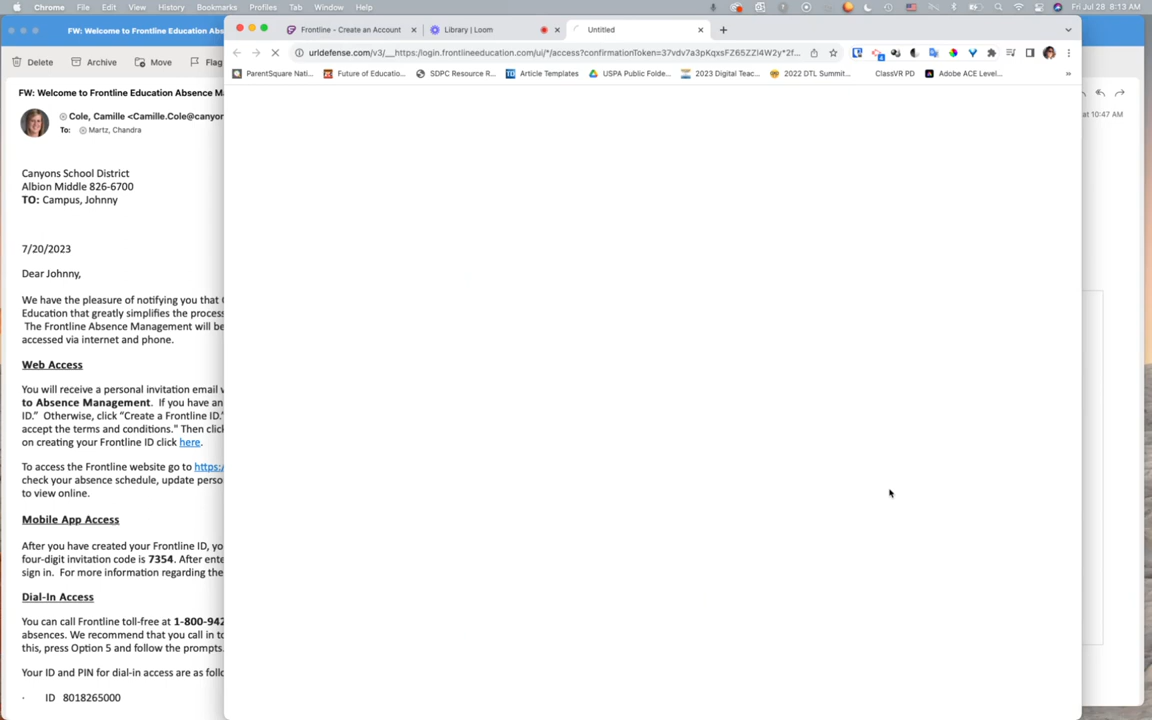 Chrome File Edit View History Bookmarks Profiles Tab Window Help Fri Jul 28 8:13 AM
FW: Welcome to Frontline Education Abs
Frontline - Create an Account Library | Loom Untitled
urldefense.com/v3/__https:/login.frontlineeducation.com/ui/*/access?confirmationToken=37vdv7a3pKqxsFZ65ZZl4W2y*2f...
Delete Archive Move Flag
ParentSquare Nati... Future of Educatio... SDPC Resource R... Article Templates USPA Public Folde... 2023 Digital Teac... 2022 DTL Summit... ClassVR PD Adobe ACE Level... »
FW: Welcome to Frontline Education Absence M
Cole, Camille <Camille.Cole@canyon
at 10:47 AM
To: Martz, Chandra
Canyons School District
Albion Middle 826-6700
TO: Campus, Johnny
7/20/2023
Dear Johnny,
We have the pleasure of notifying you that
Education that greatly simplifies the process
The Frontline Absence Management will be
accessed via internet and phone.
Web Access
You will receive a personal invitation email
to Absence Management. If you have an
ID.” Otherwise, click “Create a Frontline ID.”
accept the terms and conditions." Then click
on creating your Frontline ID click here.
To access the Frontline website go to https:/
check your absence schedule, update perso
to view online.
Mobile App Access
After you have created your Frontline ID, yo
four-digit invitation code is 7354. After ente
sign in. For more information regarding the
Dial-In Access
You can call Frontline toll-free at 1-800-942
absences. We recommend that you call in to
this, press Option 5 and follow the prompts.
Your ID and PIN for dial-in access are as follo
· ID 8018265000